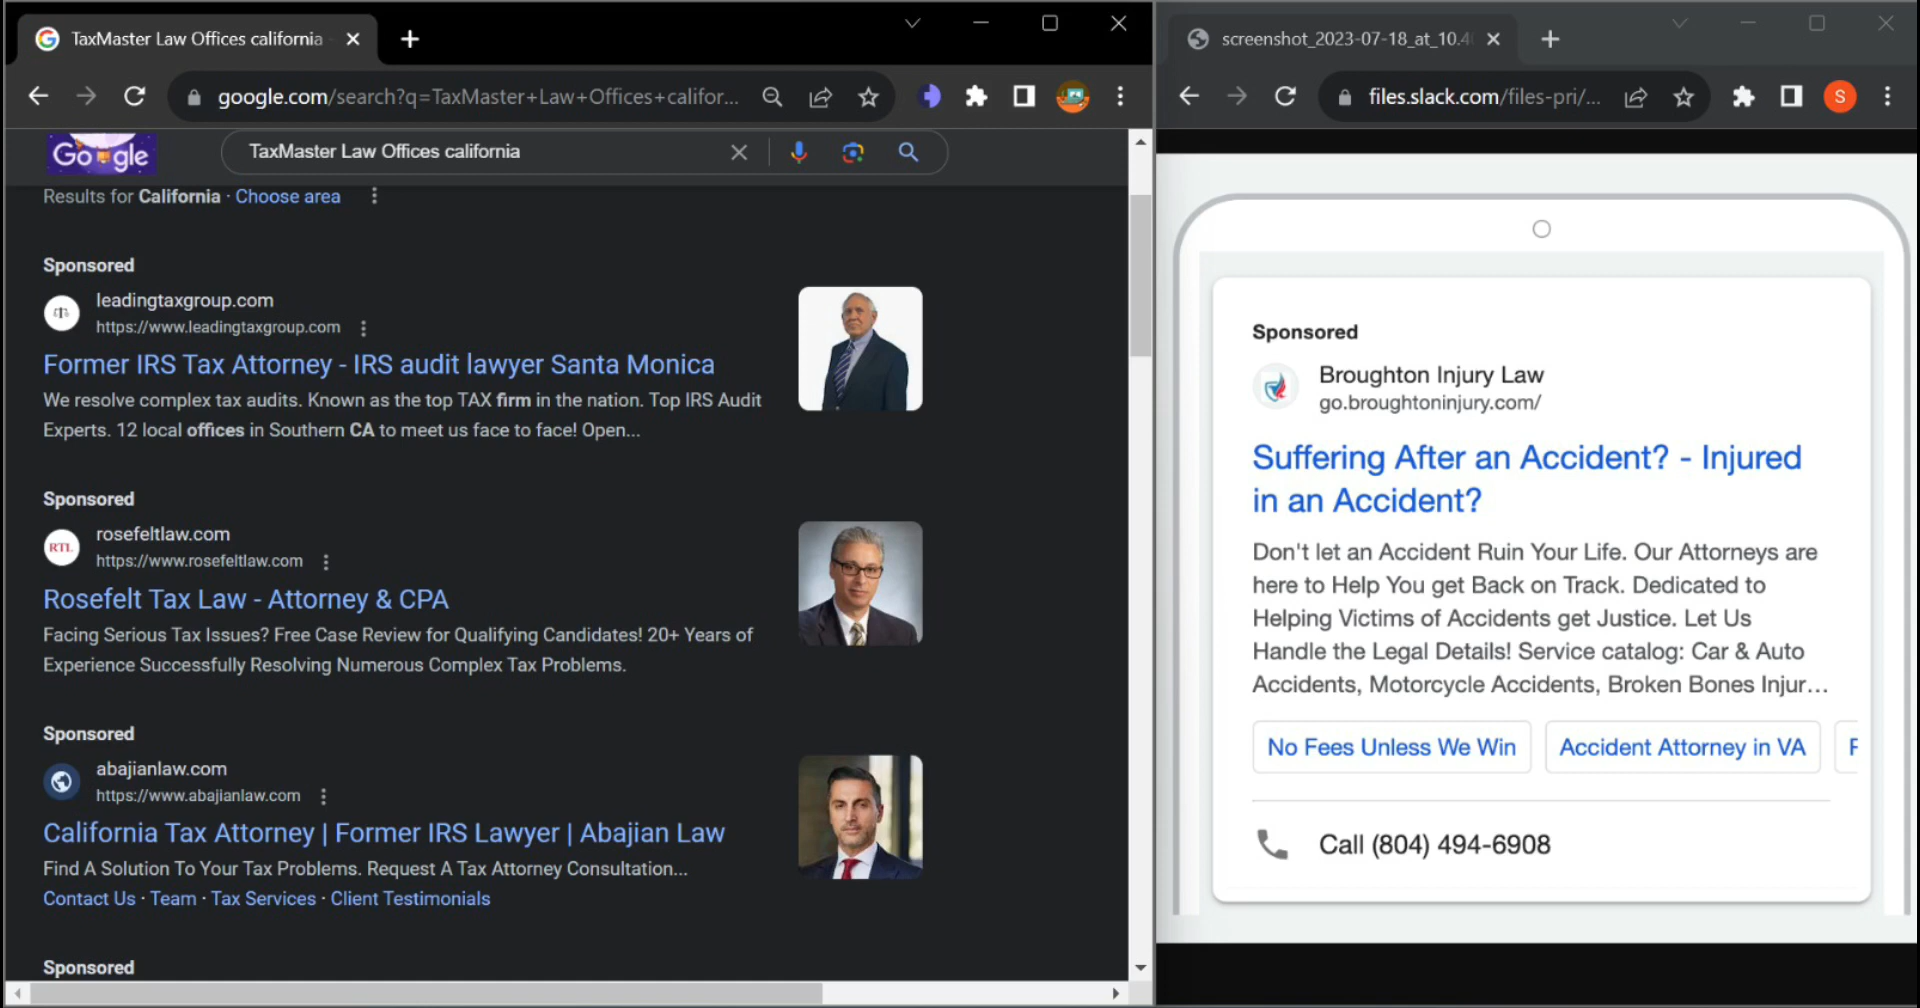 TaxMaster Law Offices california
google.com/search?q=TaxMaster+Law+Offices+califor...
Google
TaxMaster Law Offices california
Results for California · Choose area
Sponsored
leadingtaxgroup.com
https://www.leadingtaxgroup.com
Former IRS Tax Attorney - IRS audit lawyer Santa Monica
We resolve complex tax audits. Known as the top TAX firm in the nation. Top IRS Audit
Experts. 12 local offices in Southern CA to meet us face to face! Open...
Sponsored
RTL
rosefeltlaw.com
https://www.rosefeltlaw.com
Rosefelt Tax Law - Attorney & CPA
Facing Serious Tax Issues? Free Case Review for Qualifying Candidates! 20+ Years of
Experience Successfully Resolving Numerous Complex Tax Problems.
Sponsored
abajianlaw.com
https://www.abajianlaw.com
California Tax Attorney | Former IRS Lawyer | Abajian Law
Find A Solution To Your Tax Problems. Request A Tax Attorney Consultation...
Contact Us · Team · Tax Services · Client Testimonials
Sponsored
screenshot_2023-07-18_at_10.4
files.slack.com/files-pri/...
S
Sponsored
Broughton Injury Law
go.broughtoninjury.com/
Suffering After an Accident? - Injured
in an Accident?
Don't let an Accident Ruin Your Life. Our Attorneys are
here to Help You get Back on Track. Dedicated to
Helping Victims of Accidents get Justice. Let Us
Handle the Legal Details! Service catalog: Car & Auto
Accidents, Motorcycle Accidents, Broken Bones Injur...
No Fees Unless We Win
Accident Attorney in VA
Call (804) 494-6908